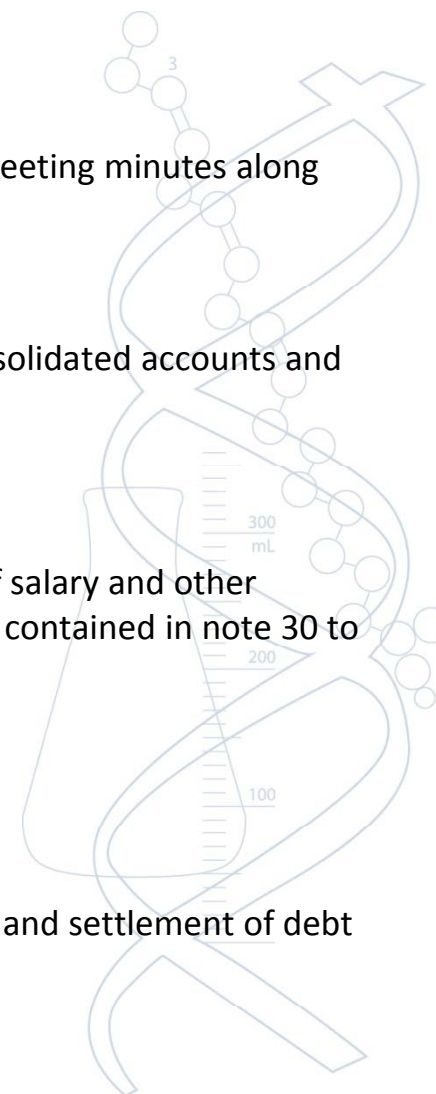 3
eeting minutes along
solidated accounts and
300
mL
f salary and other
contained in note 30 to
200
100
and settlement of debt